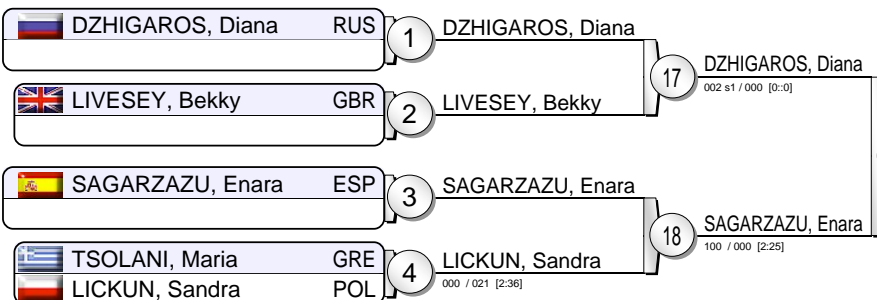 DZHIGAROS, Diana RUS
1
DZHIGAROS, Diana
LIVESEY, Bekky GBR
2
LIVESEY, Bekky
17
DZHIGAROS, Diana
002 s1 / 000 [0::0]
SAGARZAZU, Enara ESP
3
SAGARZAZU, Enara
TSOLANI, Maria GRE
LICKUN, Sandra POL
4
LICKUN, Sandra
000 / 021 [2:36]
18
SAGARZAZU, Enara
100 / 000 [2:25]